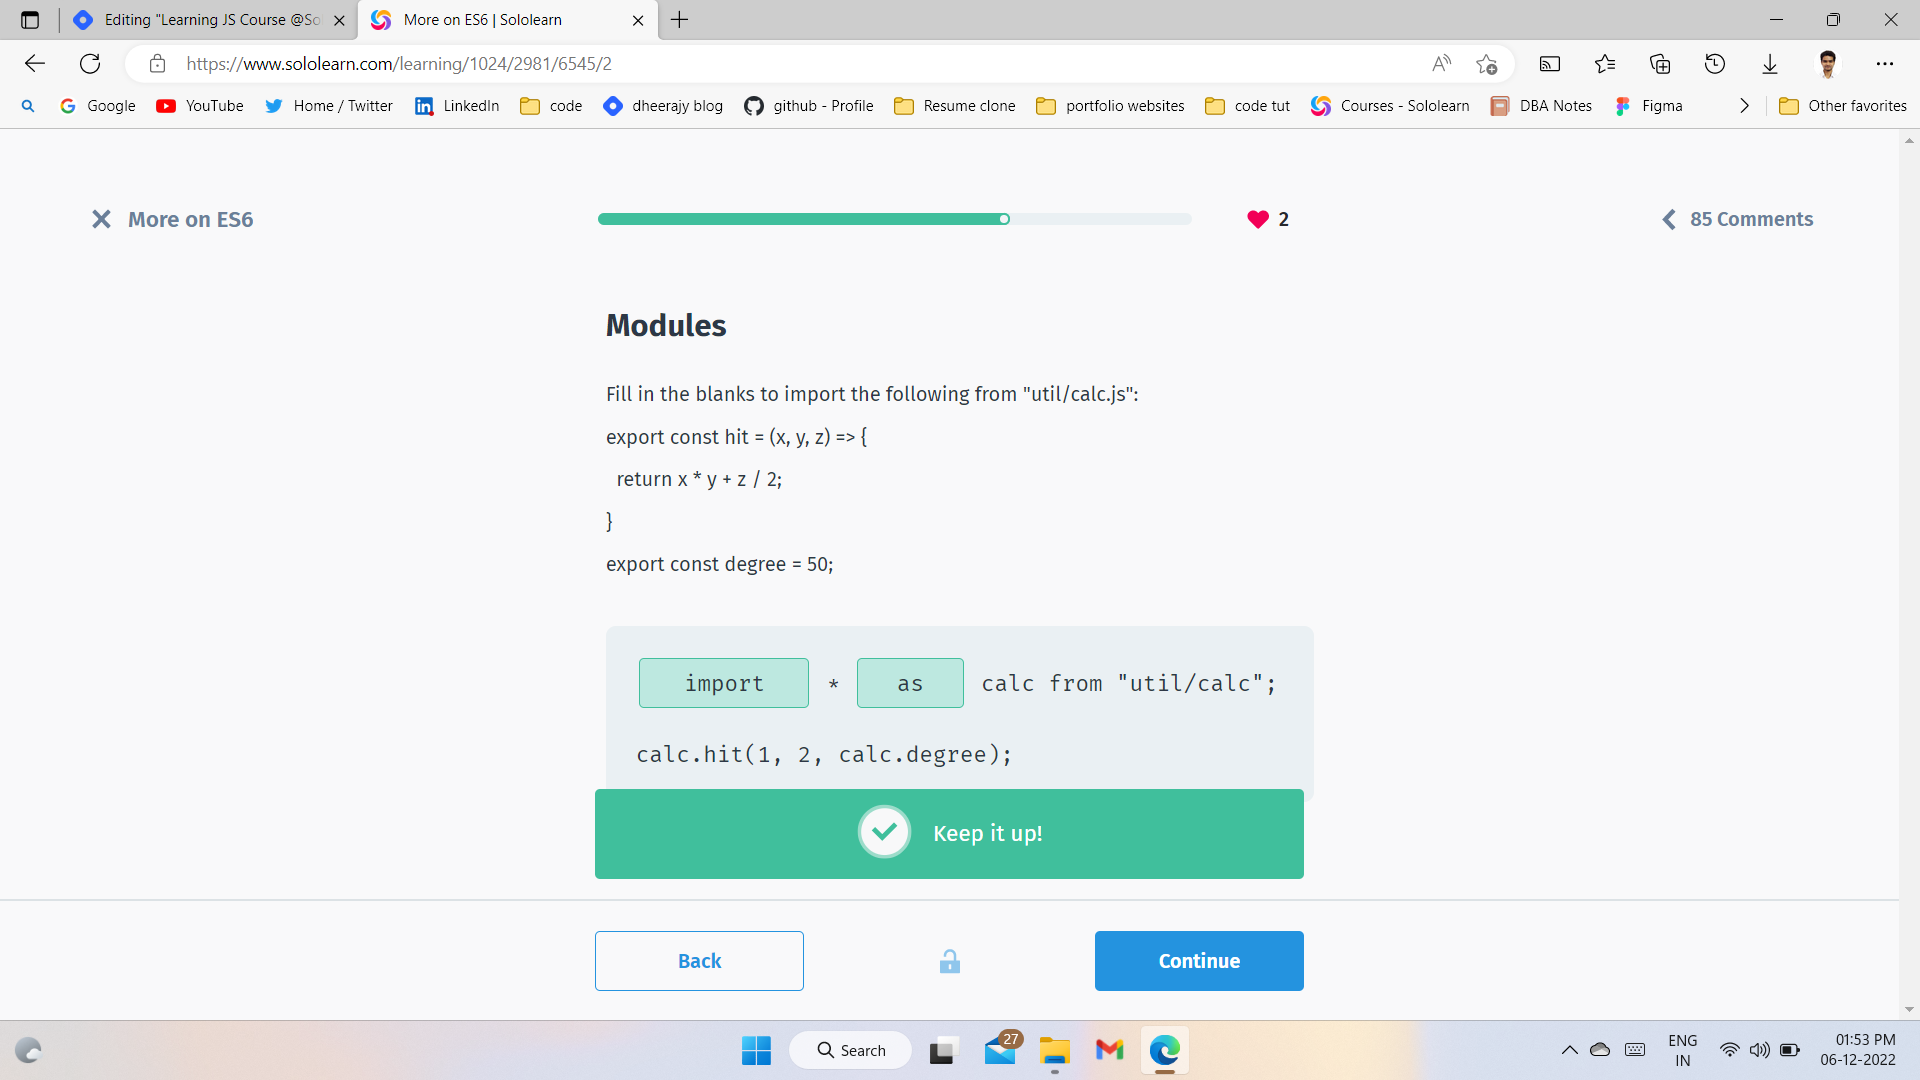 Editing "Learning JS Course @So
More on ES6 | Sololearn
https://www.sololearn.com/learning/1024/2981/6545/2
Google YouTube Home / Twitter LinkedIn code dheerajy blog github - Profile Resume clone portfolio websites code tut Courses - Sololearn DBA Notes Figma Other favorites
More on ES6
2
85 Comments
Modules
Fill in the blanks to import the following from "util/calc.js":
export const hit = (x, y, z) => {
return x * y + z / 2;
}
export const degree = 50;
import * as calc from "util/calc";
calc.hit(1, 2, calc.degree);
Keep it up!
Back
Continue
Search
27
ENG
IN
01:53 PM
06-12-2022